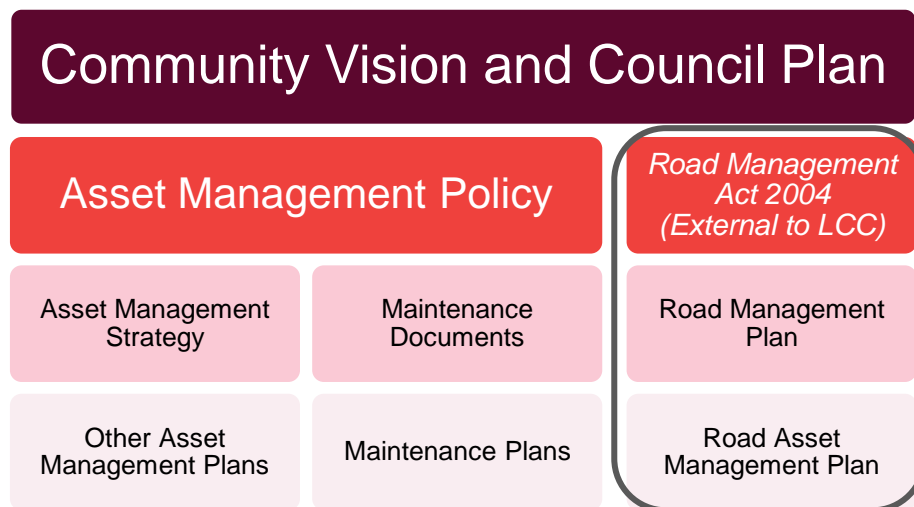 Community Vision and Council Plan
Asset Management Policy
Road Management
Act 2004
(External to LCC)
Asset Management
Strategy
Maintenance
Documents
Road Management
Plan
Other Asset
Management Plans
Maintenance Plans
Road Asset
Management Plan